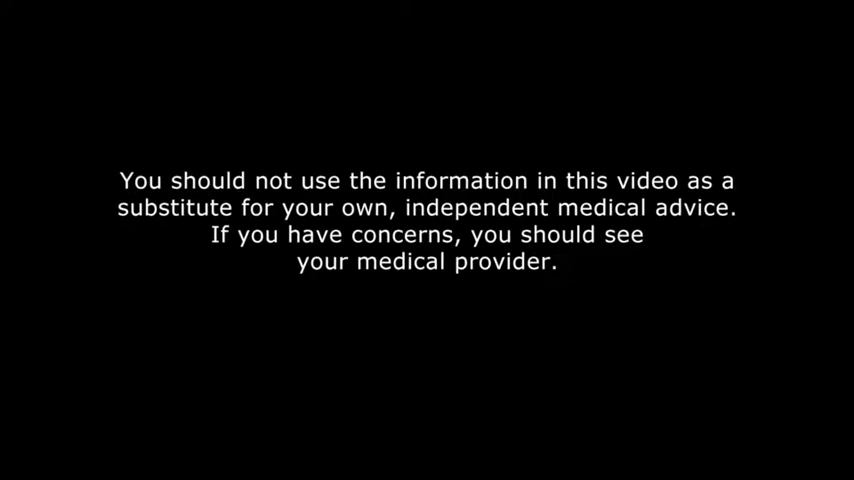 You should not use the information in this video as a
substitute for your own, independent medical advice.
If you have concerns, you should see
your medical provider.